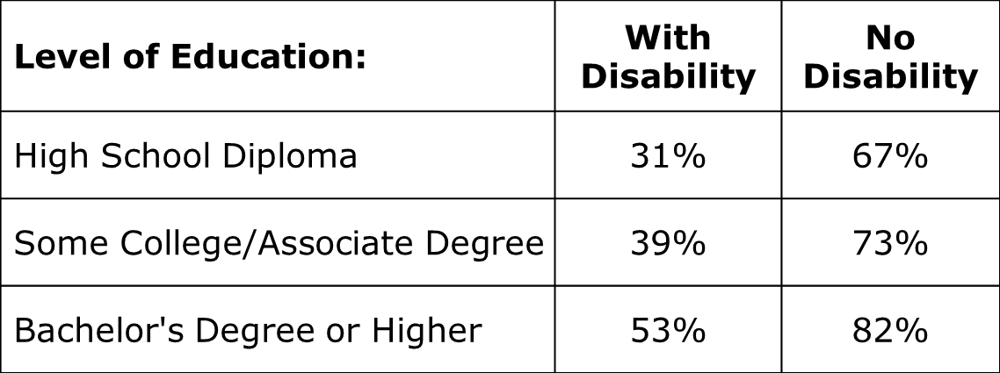 Level of Education:
With
Disability
No
Disability
High School Diploma
31%
67%
Some College/Associate Degree
39%
73%
Bachelor's Degree or Higher
53%
82%